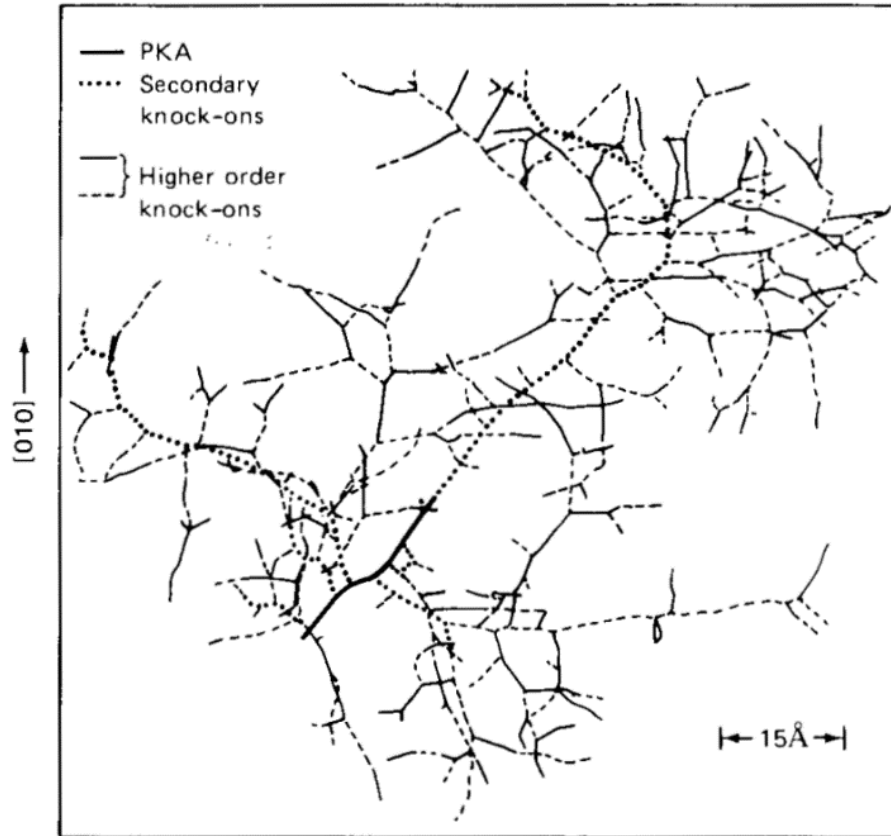 PKA
Secondary
knock-ons
Higher order
knock-ons
[010]
15Å